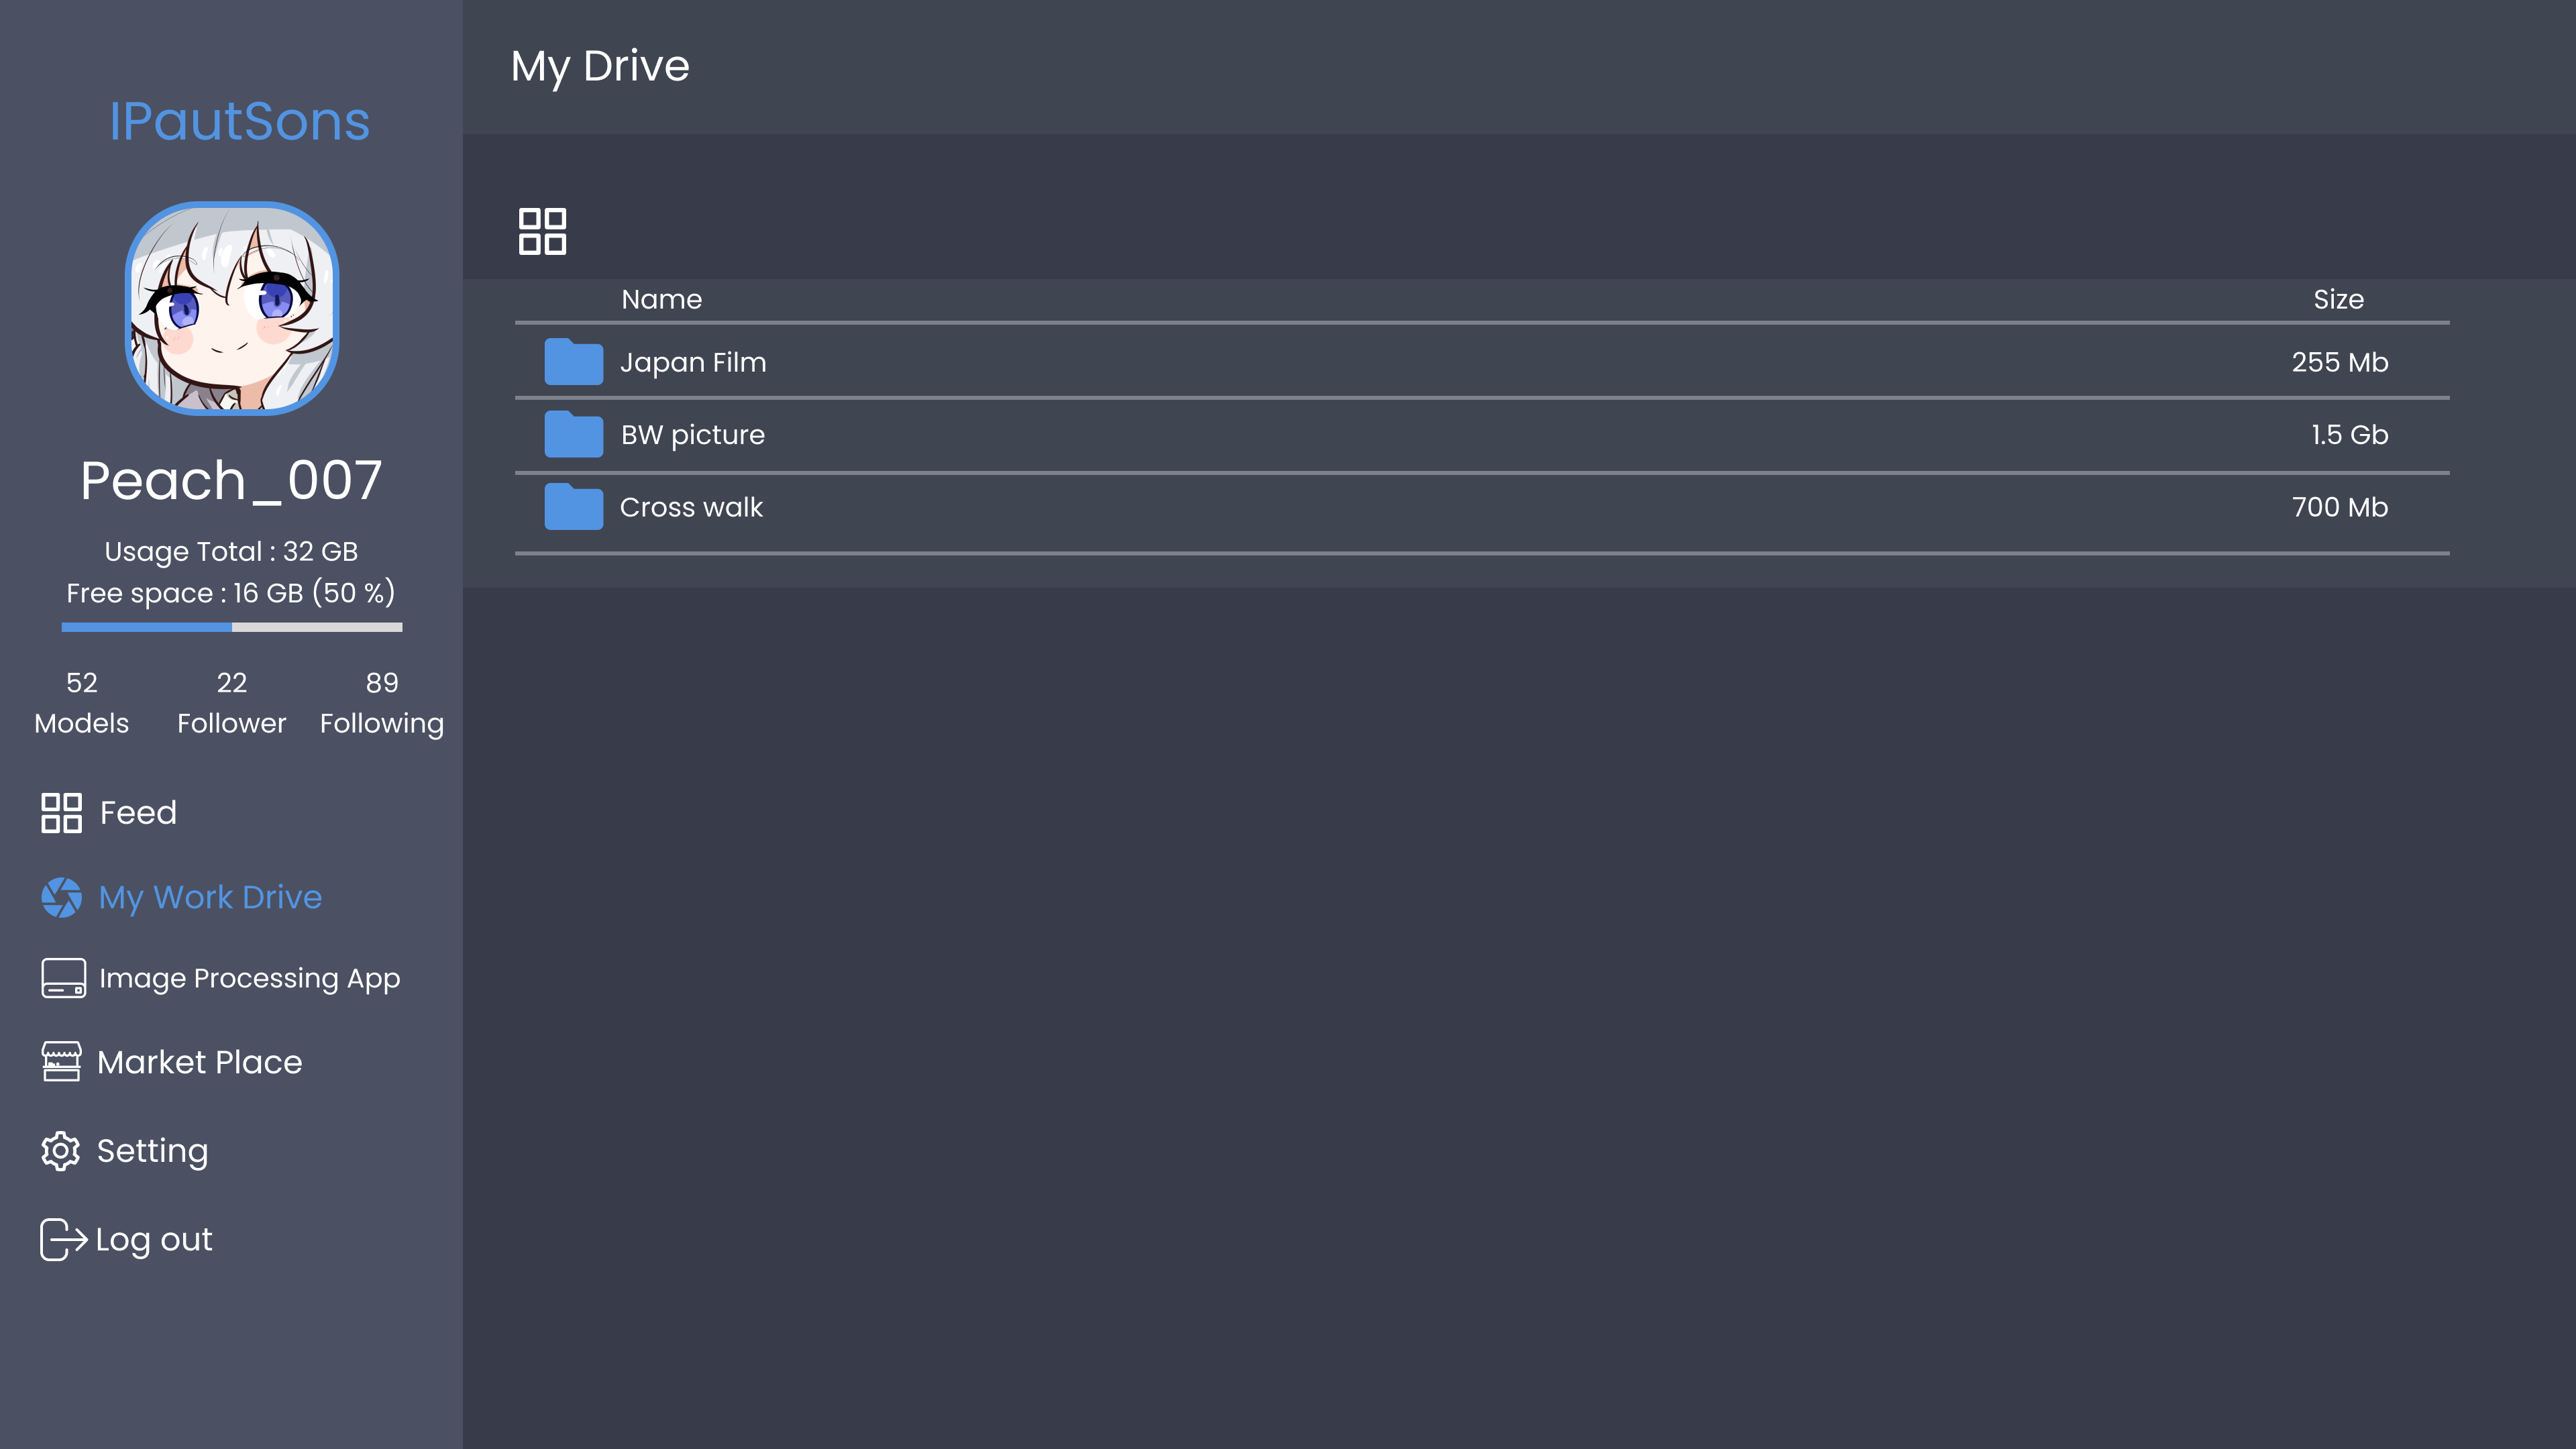 IPautSons
Peach_007
Usage Total : 32 GB
Free space : 16 GB (50 %)
52 22 89
Models Follower Following
Feed
My Work Drive
Image Processing App
Market Place
Setting
Log out
My Drive
Name Size
Japan Film 255 Mb
BW picture 1.5 Gb
Cross walk 700 Mb